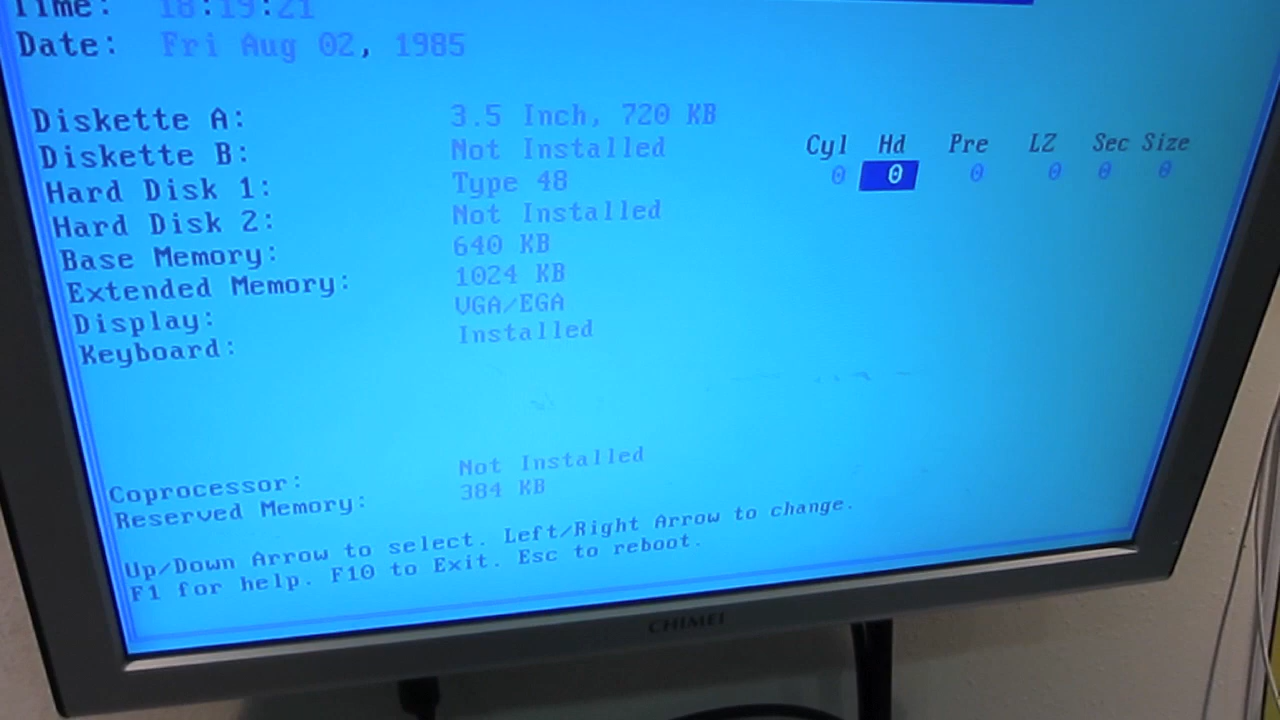 Time: 18:19:21
Date: Fri Aug 02, 1985
Diskette A: 3.5 Inch, 720 KB
Diskette B: Not Installed Cyl Hd Pre LZ Sec Size
Hard Disk 1: Type 48 0 0 0 0 0 0
Hard Disk 2: Not Installed
Base Memory: 640 KB
Extended Memory: 1024 KB
Display: VGA/EGA
Keyboard: Installed
Coprocessor: Not Installed
Reserved Memory: 384 KB
Up/Down Arrow to select. Left/Right Arrow to change.
F1 for help. F10 to Exit. Esc to reboot.
CHIMEI